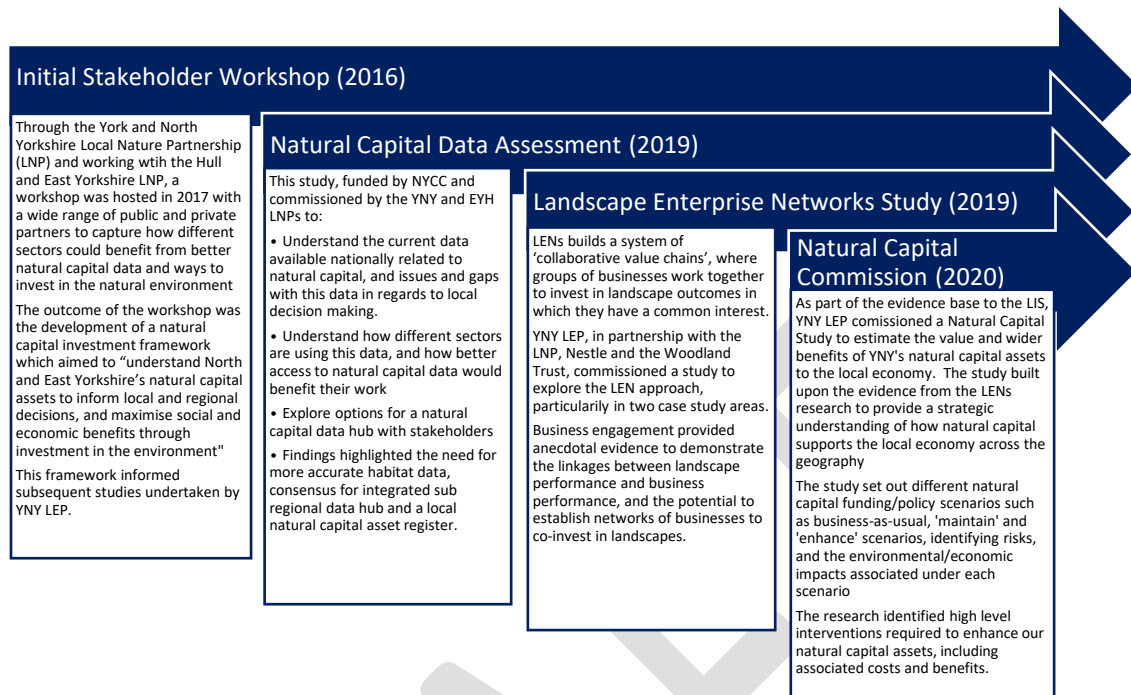 Initial Stakeholder Workshop (2016)
Through the York and North
Yorkshire Local Nature Partnership
(LNP) and working wtih the Hull
and East Yorkshire LNP, a
workshop was hosted in 2017 with
a wide range of public and private
partners to capture how different
sectors could benefit from better
natural capital data and ways to
invest in the natural environment
The outcome of the workshop was
the development of a natural
capital investment framework
which aimed to “understand North
and East Yorkshire’s natural capital
assets to inform local and regional
decisions, and maximise social and
economic benefits through
investment in the environment"
This framework informed
subsequent studies undertaken by
YNY LEP.
Natural Capital Data Assessment (2019)
This study, funded by NYCC and
commissioned by the YNY and EYH
LNPs to:
• Understand the current data
available nationally related to
natural capital, and issues and gaps
with this data in regards to local
decision making.
• Understand how different sectors
are using this data, and how better
access to natural capital data would
benefit their work
• Explore options for a natural
capital data hub with stakeholders
• Findings highlighted the need for
more accurate habitat data,
consensus for integrated sub
regional data hub and a local
natural capital asset register.
Landscape Enterprise Networks Study (2019)
LENs builds a system of
‘collaborative value chains’, where
groups of businesses work together
to invest in landscape outcomes in
which they have a common interest.
YNY LEP, in partnership with the
LNP, Nestle and the Woodland
Trust, commissioned a study to
explore the LEN approach,
particularly in two case study areas.
Business engagement provided
anecdotal evidence to demonstrate
the linkages between landscape
performance and business
performance, and the potential to
establish networks of businesses to
co-invest in landscapes.
Natural Capital
Commission (2020)
As part of the evidence base to the LIS,
YNY LEP comissioned a Natural Capital
Study to estimate the value and wider
benefits of YNY's natural capital assets
to the local economy. The study built
upon the evidence from the LENs
research to provide a strategic
understanding of how natural capital
supports the local economy across the
geography
The study set out different natural
capital funding/policy scenarios such
as business-as-usual, 'maintain' and
'enhance' scenarios, identifying risks,
and the environmental/economic
impacts associated under each
scenario
The research identified high level
interventions required to enhance our
natural capital assets, including
associated costs and benefits.